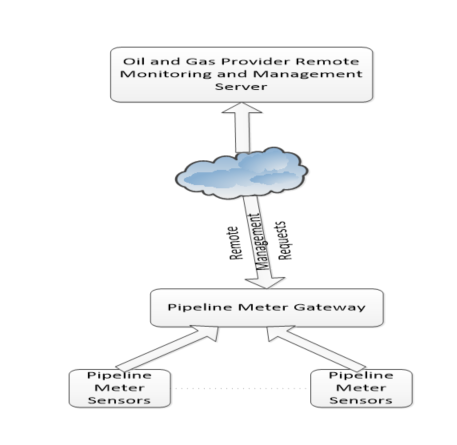 Oil and Gas Provider Remote
Monitoring and Management
Server
Remote
Management
Requests
Pipeline Meter Gateway
Pipeline
Meter
Sensors
Pipeline
Meter
Sensors